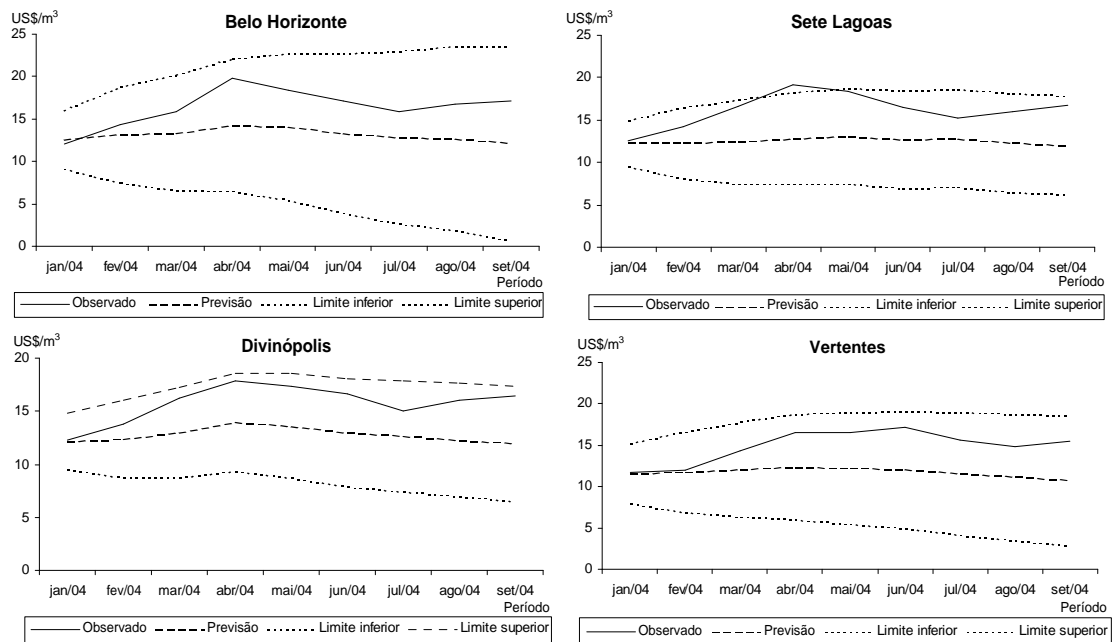 US$/m³
Belo Horizonte
25
20
15
10
5
0
jan/04 fev/04 mar/04 abr/04 mai/04 jun/04 jul/04 ago/04 set/04
Período
Observado Previsão Limite inferior Limite superior
US$/m³
Sete Lagoas
25
20
15
10
5
0
jan/04 fev/04 mar/04 abr/04 mai/04 jun/04 jul/04 ago/04 set/04
Período
Observado Previsão Limite inferior Limite superior
US$/m³
Divinópolis
20
15
10
5
0
jan/04 fev/04 mar/04 abr/04 mai/04 jun/04 jul/04 ago/04 set/04
Período
Observado Previsão Limite inferior Limite superior
US$/m³
Vertentes
25
20
15
10
5
0
jan/04 fev/04 mar/04 abr/04 mai/04 jun/04 jul/04 ago/04 set/04
Período
Observado Previsão Limite inferior Limite superior